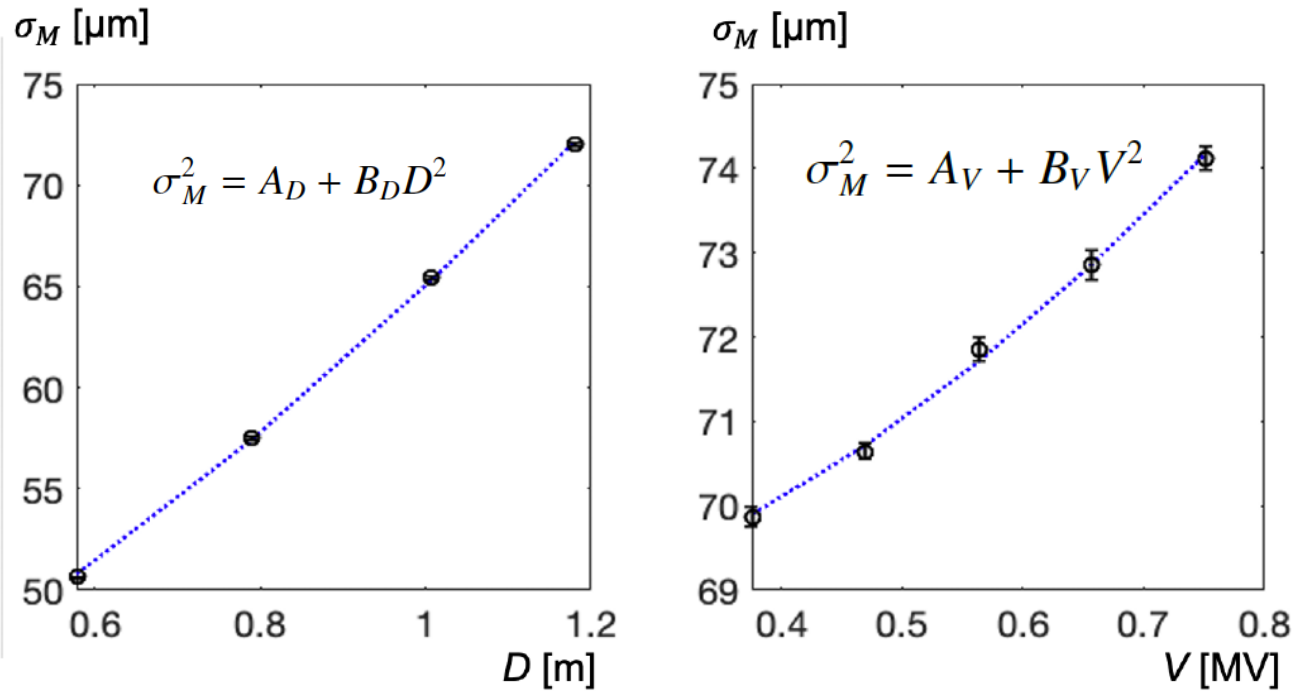 σ_M [µm]
75
70
65
60
55
50
σ_M^2 = A_D + B_D D^2
0.6 0.8 1 1.2
D [m]
σ_M [µm]
75
74
73
72
71
70
69
σ_M^2 = A_V + B_V V^2
0.4 0.5 0.6 0.7 0.8
V [MV]